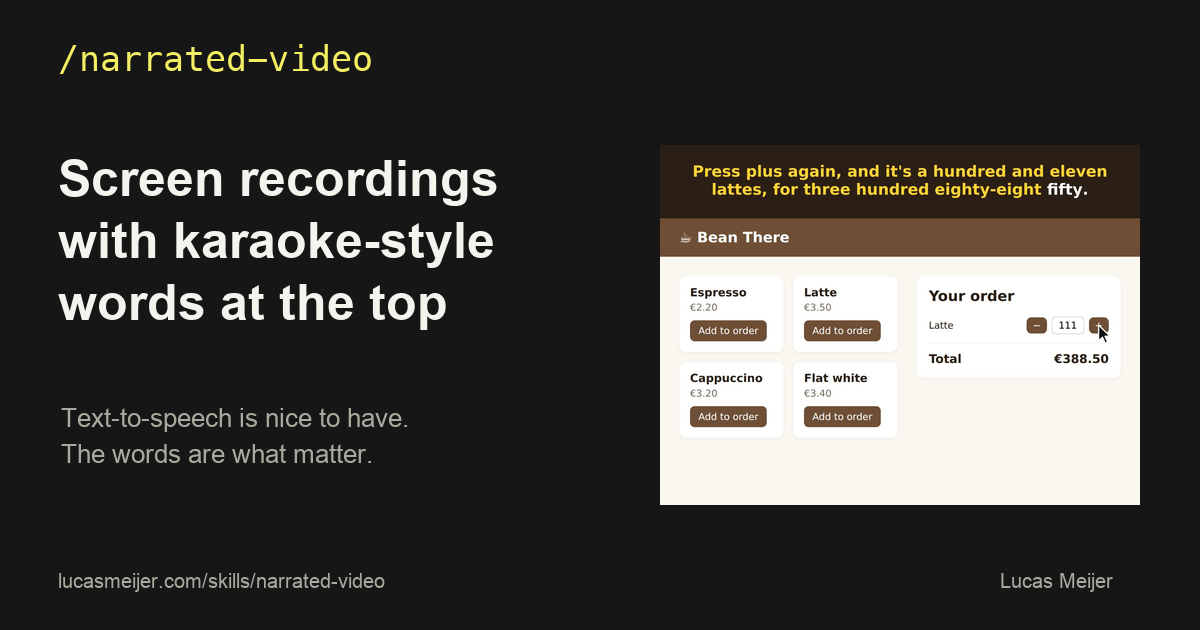 /narrated-video
Screen recordings
with karaoke-style
words at the top
Text-to-speech is nice to have.
The words are what matter.
Press plus again, and it's a hundred and eleven
lattes, for three hundred eighty-eight fifty.
☕ Bean There
Espresso
€2.20
Add to order
Latte
€3.50
Add to order
Cappuccino
€3.20
Add to order
Flat white
€3.40
Add to order
Your order
Latte − 111 +
Total €388.50
lucasmeijer.com/skills/narrated-video
Lucas Meijer